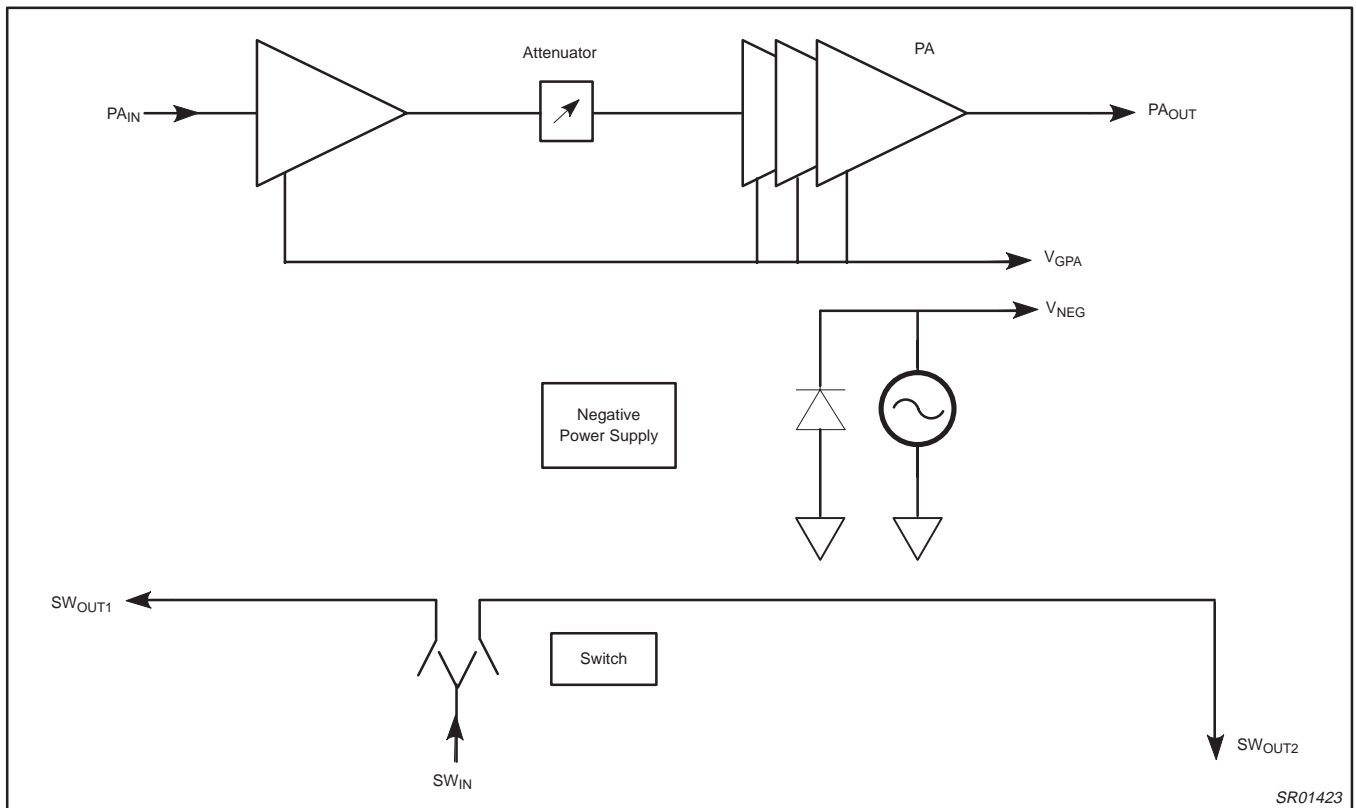 Attenuator
PA
PAIN
PAOUT
VGPA
VNEG
Negative
Power Supply
SWOUT1
Switch
SWIN
SWOUT2
SR01423